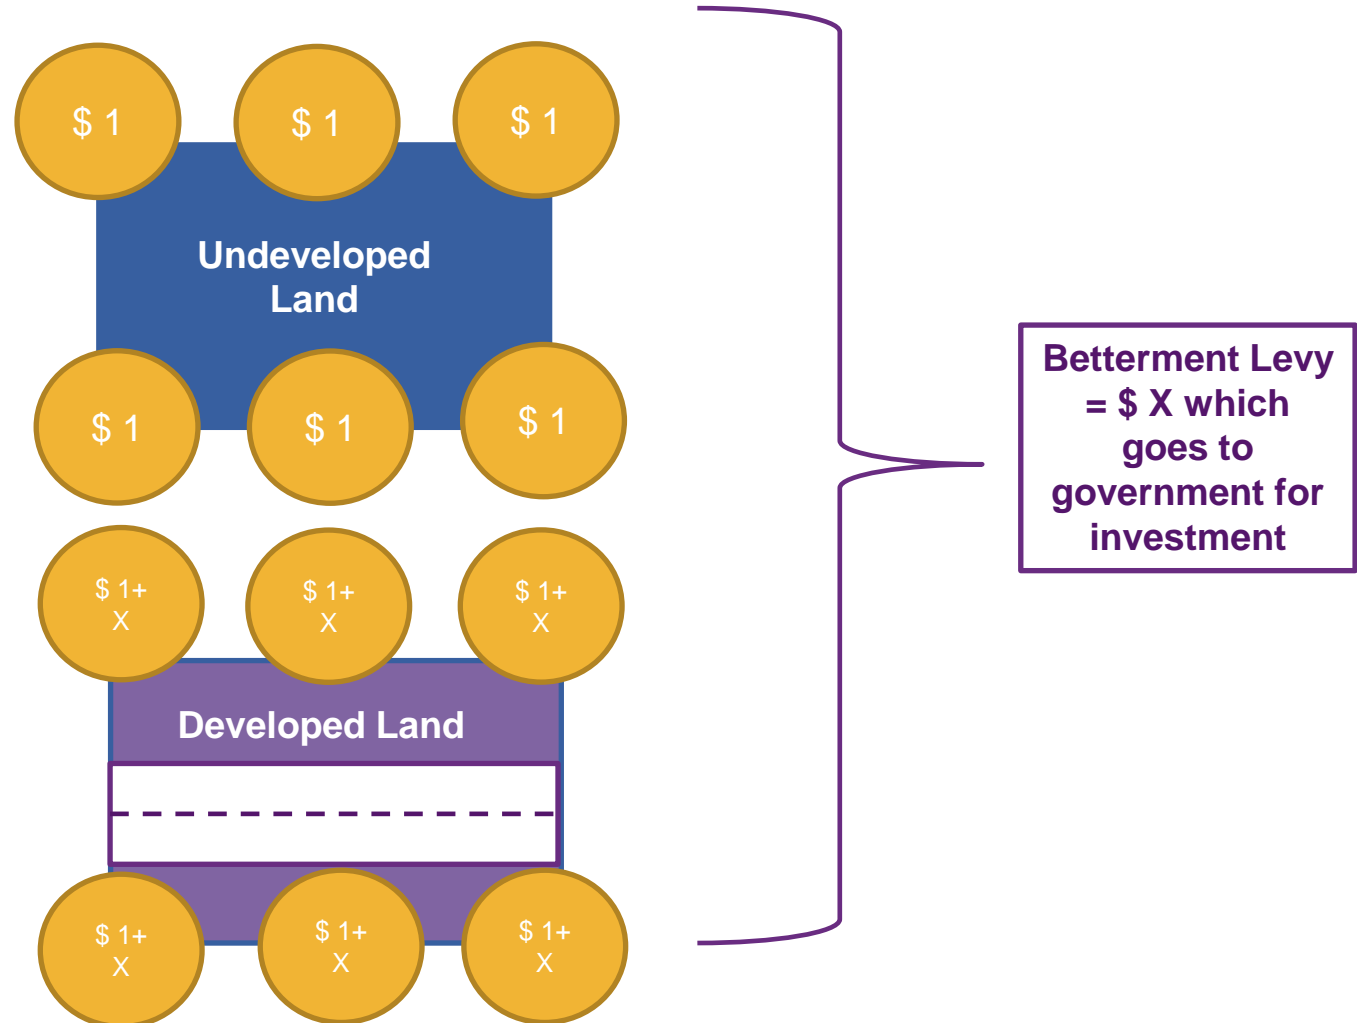 $ 1
$ 1
$ 1
Undeveloped
Land
$ 1
$ 1
$ 1
$ 1+
X
$ 1+
X
$ 1+
X
Developed Land
$ 1+
X
$ 1+
X
$ 1+
X
Betterment Levy
= $ X which
goes to
government for
investment